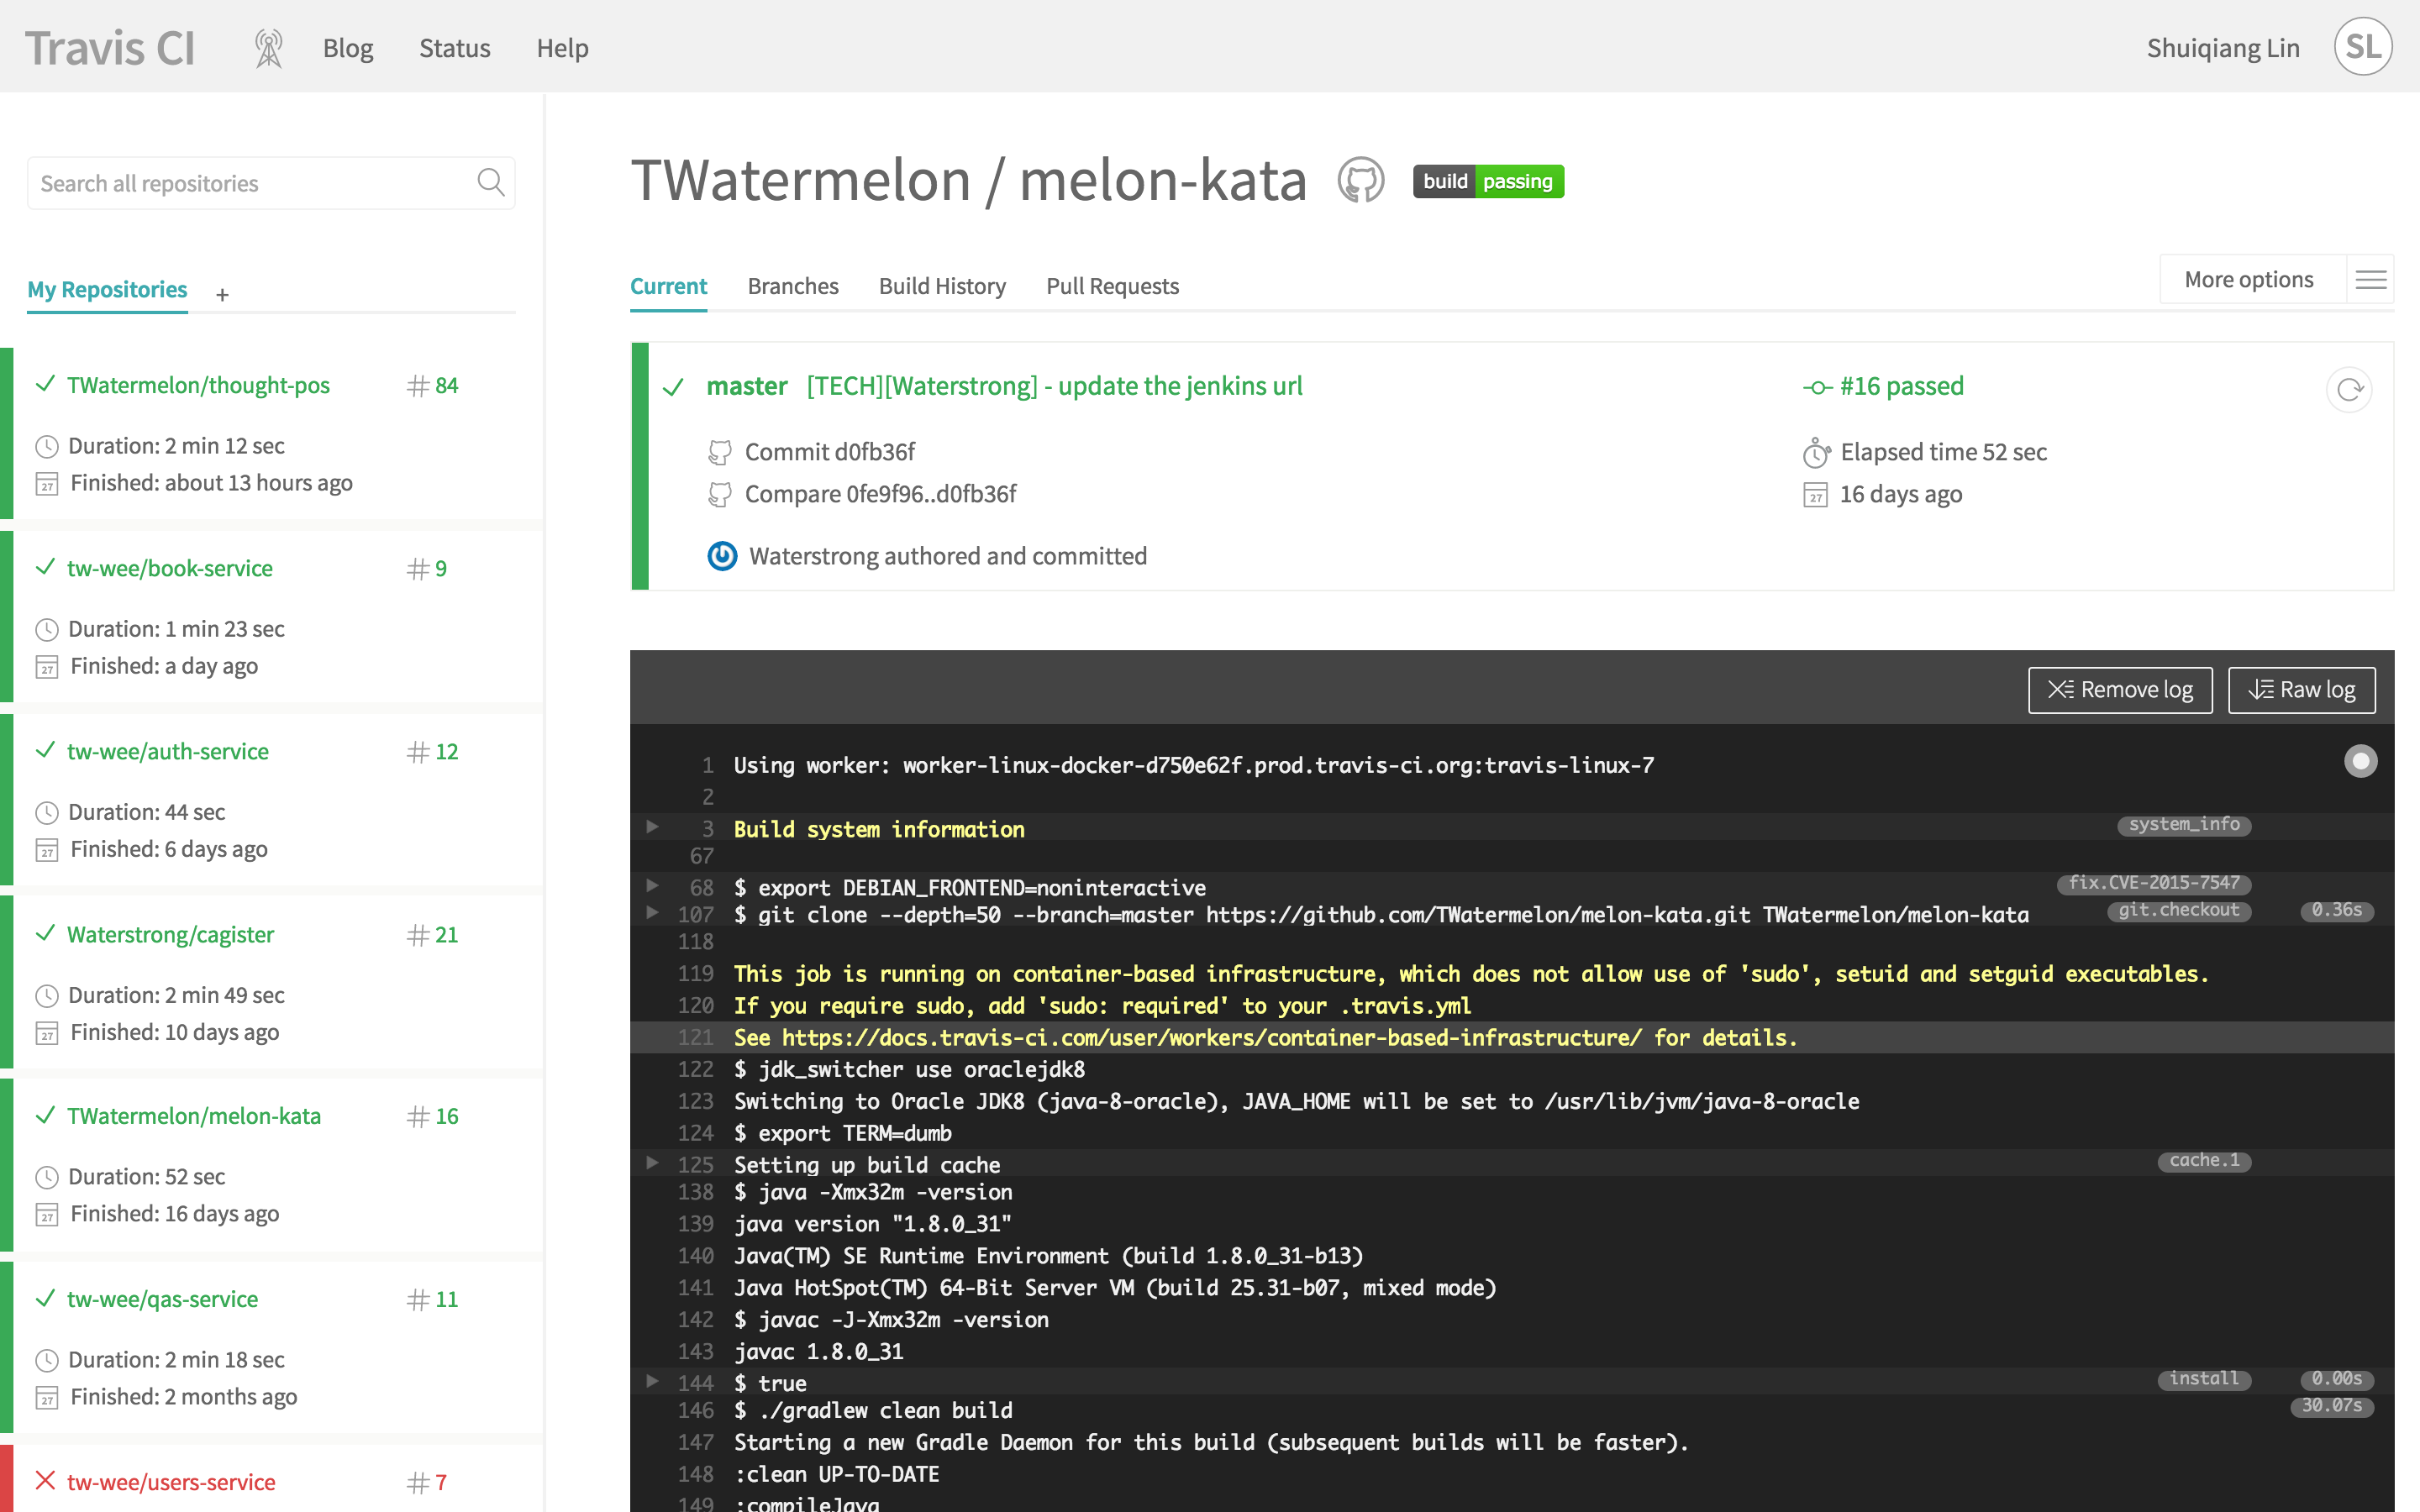 Travis CI Blog Status Help Shuiqiang Lin SL
Search all repositories
My Repositories +
TWatermelon/thought-pos # 84
Duration: 2 min 12 sec
27 Finished: about 13 hours ago
tw-wee/book-service # 9
Duration: 1 min 23 sec
27 Finished: a day ago
tw-wee/auth-service # 12
Duration: 44 sec
27 Finished: 6 days ago
Waterstrong/cagister # 21
Duration: 2 min 49 sec
27 Finished: 10 days ago
TWatermelon/melon-kata # 16
Duration: 52 sec
27 Finished: 16 days ago
tw-wee/qas-service # 11
Duration: 2 min 18 sec
27 Finished: 2 months ago
tw-wee/users-service # 7
TWatermelon / melon-kata build passing
Current Branches Build History Pull Requests More options
master [TECH][Waterstrong] - update the jenkins url #16 passed
Commit d0fb36f Elapsed time 52 sec
Compare 0fe9f96..d0fb36f 27 16 days ago
Waterstrong authored and committed
Remove log Raw log
1 Using worker: worker-linux-docker-d750e62f.prod.travis-ci.org:travis-linux-7
2
3 Build system information system_info
67
68 $ export DEBIAN_FRONTEND=noninteractive fix.CVE-2015-7547
107 $ git clone --depth=50 --branch=master https://github.com/TWatermelon/melon-kata.git TWatermelon/melon-kata git.checkout 0.36s
118
119 This job is running on container-based infrastructure, which does not allow use of 'sudo', setuid and setguid executables.
120 If you require sudo, add 'sudo: required' to your .travis.yml
121 See https://docs.travis-ci.com/user/workers/container-based-infrastructure/ for details.
122 $ jdk_switcher use oraclejdk8
123 Switching to Oracle JDK8 (java-8-oracle), JAVA_HOME will be set to /usr/lib/jvm/java-8-oracle
124 $ export TERM=dumb
125 Setting up build cache cache.1
138 $ java -Xmx32m -version
139 java version "1.8.0_31"
140 Java(TM) SE Runtime Environment (build 1.8.0_31-b13)
141 Java HotSpot(TM) 64-Bit Server VM (build 25.31-b07, mixed mode)
142 $ javac -J-Xmx32m -version
143 javac 1.8.0_31
144 $ true install 0.00s
146 $ ./gradlew clean build 30.07s
147 Starting a new Gradle Daemon for this build (subsequent builds will be faster).
148 :clean UP-TO-DATE
149 :compileJava